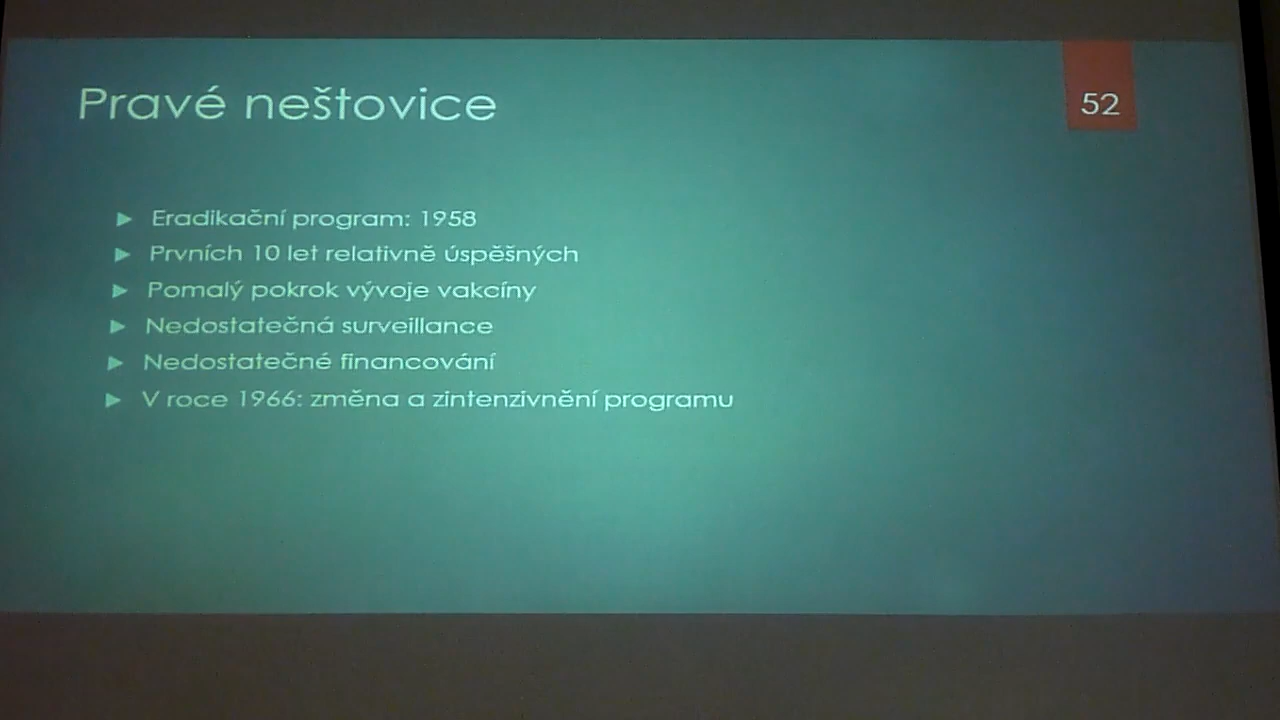 Pravé neštovice
52
Eradikační program: 1958
Prvních 10 let relativně úspěšných
Pomalý pokrok vývoje vakcíny
Nedostatečná surveillance
Nedostatečné financování
V roce 1966: změna a zintenzivnění programu